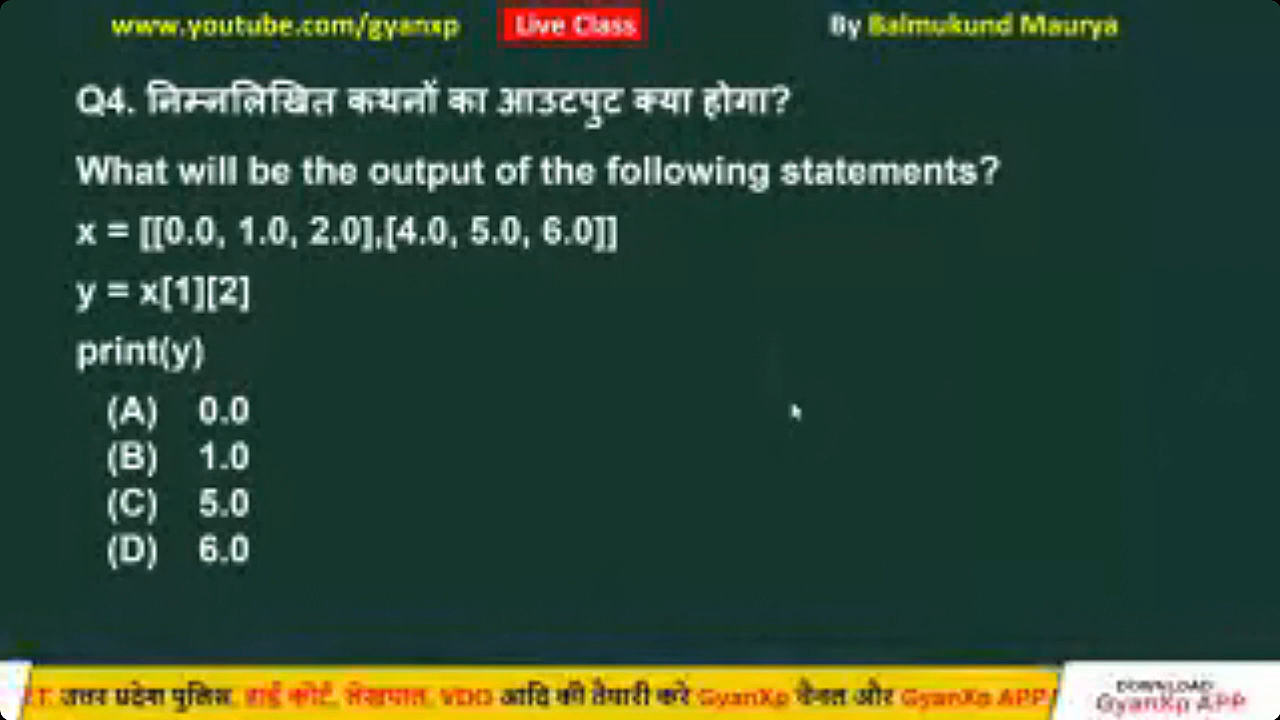 www.youtube.com/gyanxp Live Class By Balmukund Maurya
Q4. निम्नलिखित कथनों का आउटपुट क्या होगा?
What will be the output of the following statements?
x = [[0.0, 1.0, 2.0],[4.0, 5.0, 6.0]]
y = x[1][2]
print(y)
(A) 0.0
(B) 1.0
(C) 5.0
(D) 6.0
उत्तर प्रदेश पुलिस, हाई कोर्ट, लेखपाल, VDO आदि की तैयारी करें GyanXp चैनल और GyanXp APP
DOWNLOAD
GyanXp APP